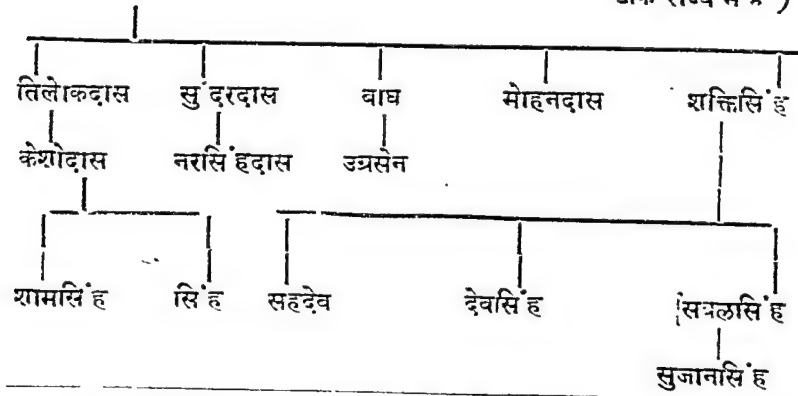 राज्य में
तिलोकदास सुंदरदास बाघ मोहनदास शक्तिसिंह
केशोदास नरसिंहदास उग्रसेन
शामसिंह सिंह सहदेव देवसिंह सबलसिंह
सुजानसिंह